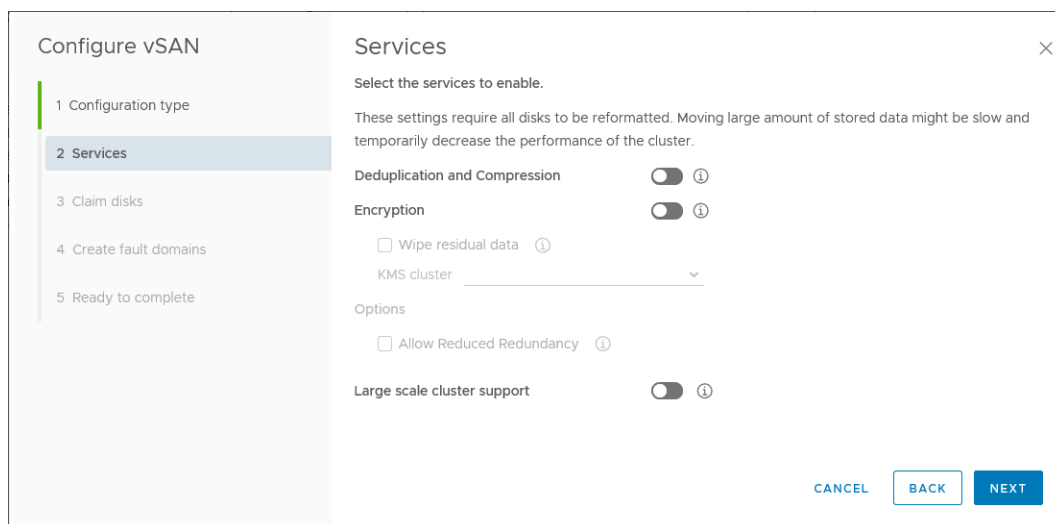 Configure vSAN
1 Configuration type
2 Services
3 Claim disks
4 Create fault domains
5 Ready to complete
Services
Select the services to enable.
These settings require all disks to be reformatted. Moving large amount of stored data might be slow and
temporarily decrease the performance of the cluster.
Deduplication and Compression
Encryption
Wipe residual data
KMS cluster
Options
Allow Reduced Redundancy
Large scale cluster support
CANCEL
BACK
NEXT